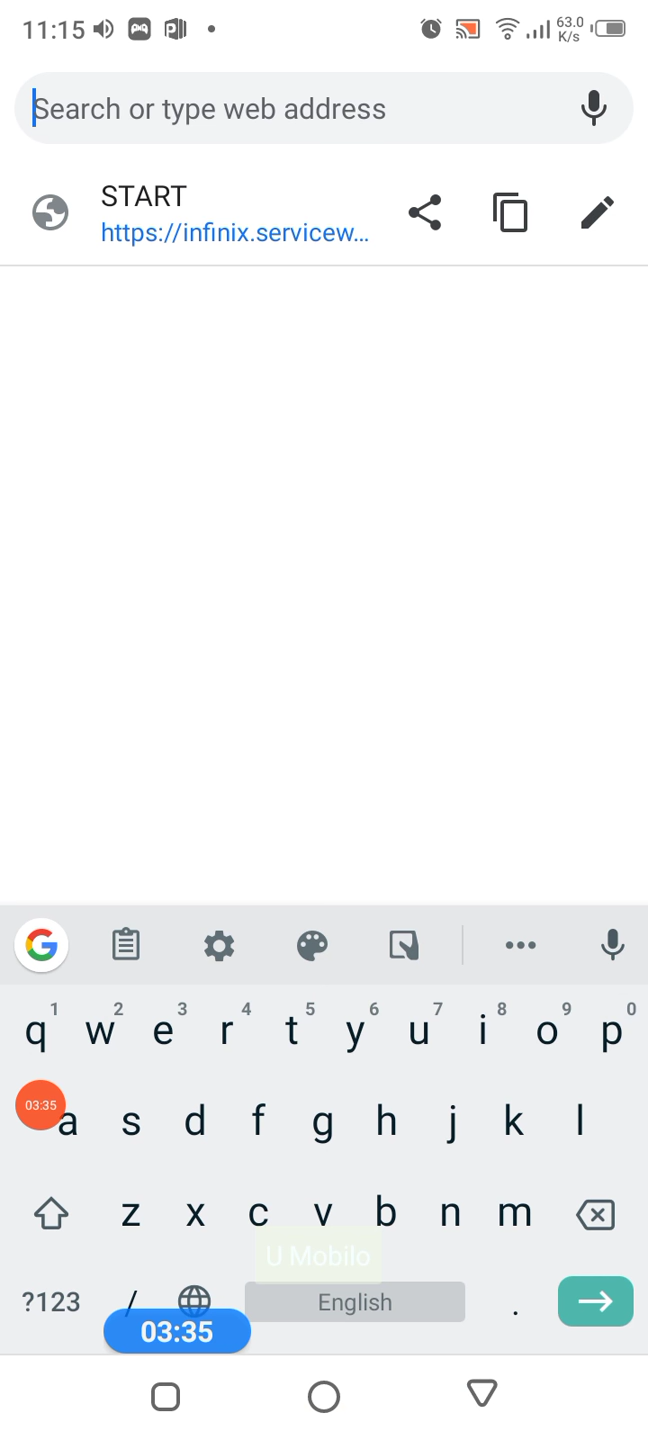 11:15
63.0
K/s
Search or type web address
START
https://infinix.servicew...
1 2 3 4 5 6 7 8 9 0
q w e r t y u i o p
03:35
a s d f g h j k l
z x c v b n m
U Mobilo
?123 / English .
03:35